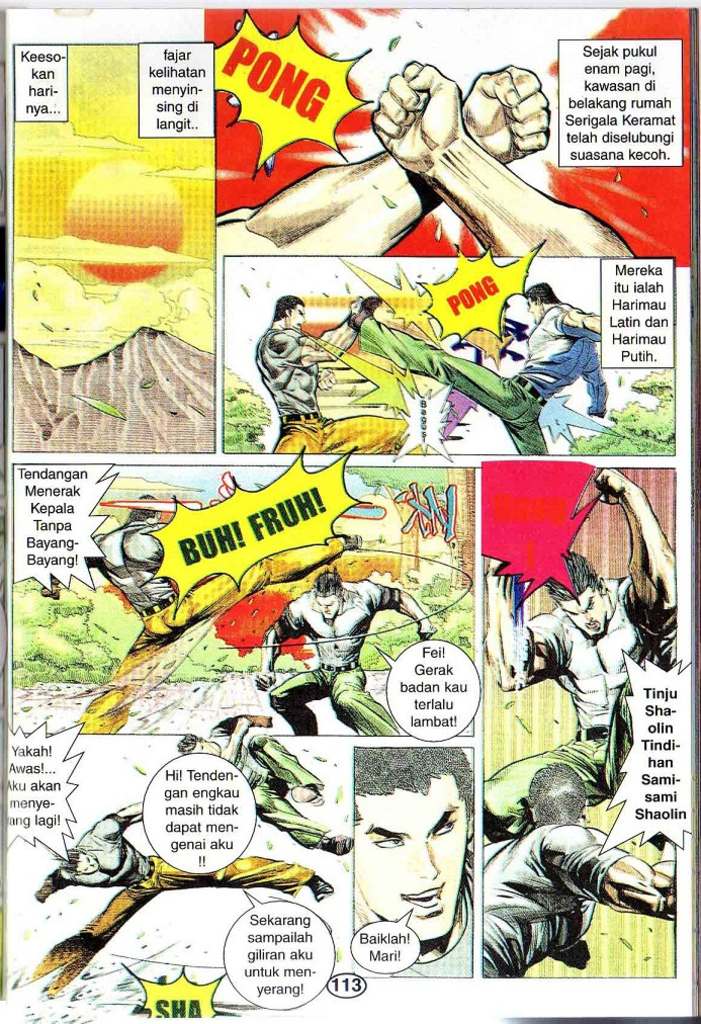 Keeso-
kan
hari-
nya...
fajar
kelihatan
menyin-
sing di
langit..
PONG
Sejak pukul
enam pagi,
kawasan di
belakang rumah
Serigala Keramat
telah diselubungi
suasana kecoh.
PONG
Mereka
itu ialah
Harimau
Latin dan
Harimau
Putih.
Tendangan
Menerak
Kepala
Tanpa
Bayang-
Bayang!
BUH! FRUH!
Fei!
Gerak
badan kau
terlalu
lambat!
Tinju
Sha-
olin
Tindi-
han
Sami-
sami
Shaolin
Yakah!
Awas!...
Aku akan
menye-
rang lagi!
Hi! Tenden-
gan engkau
masih tidak
dapat men-
genai aku
!!
Sekarang
sampailah
giliran aku
untuk men-
yerang!
Baiklah!
Mari!
113
SHA